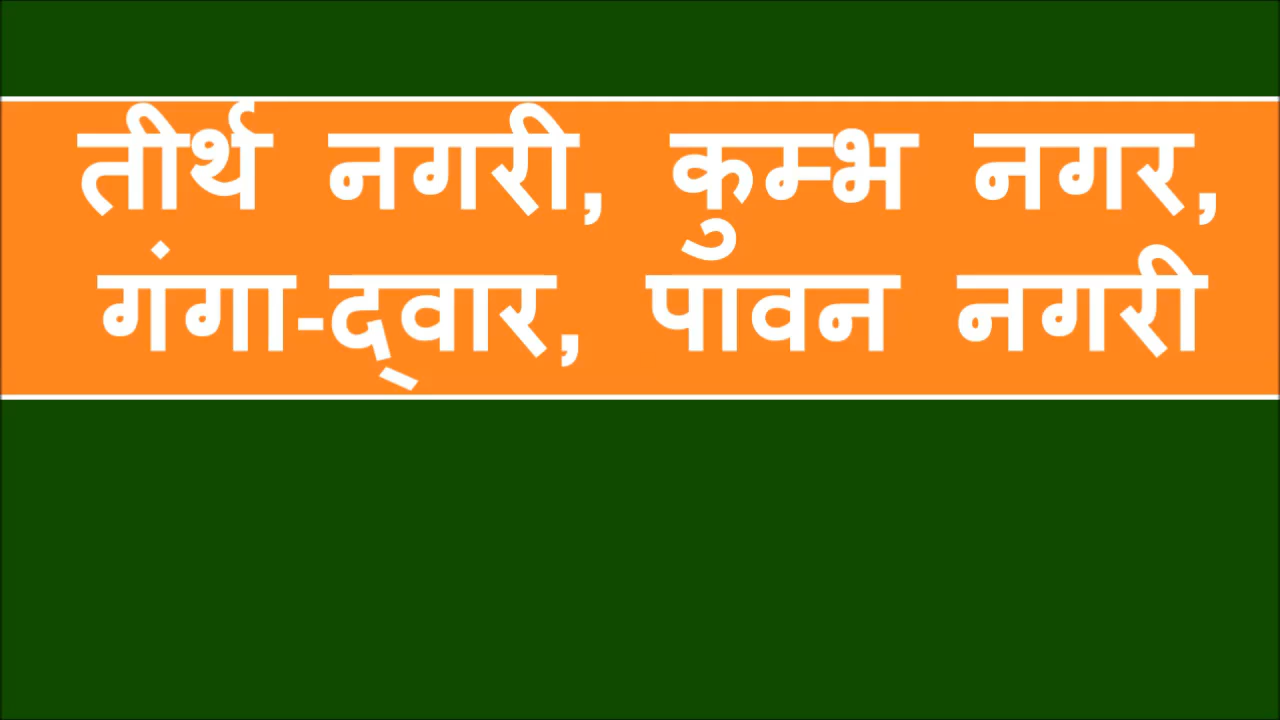 तीर्थ नगरी, कुम्भ नगर,
गंगा-द्‌वार, पावन नगरी